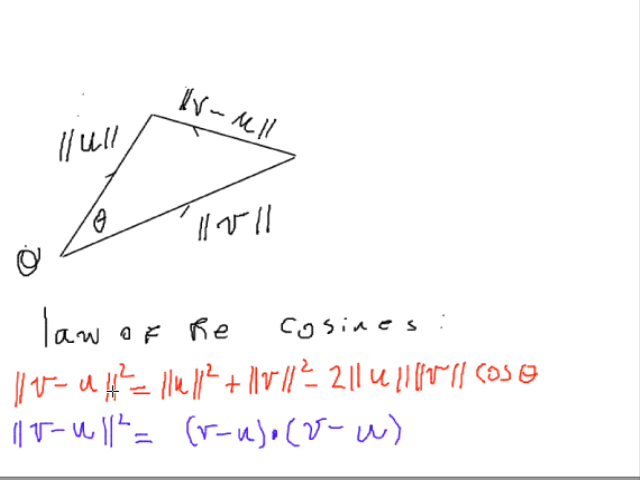 ||v-u||
||u||
θ
||v||
O
law of the cosines:
||v-u||² = ||u||² + ||v||² - 2||u|| ||v|| cos θ
||v-u||² = (v-u)•(v-u)